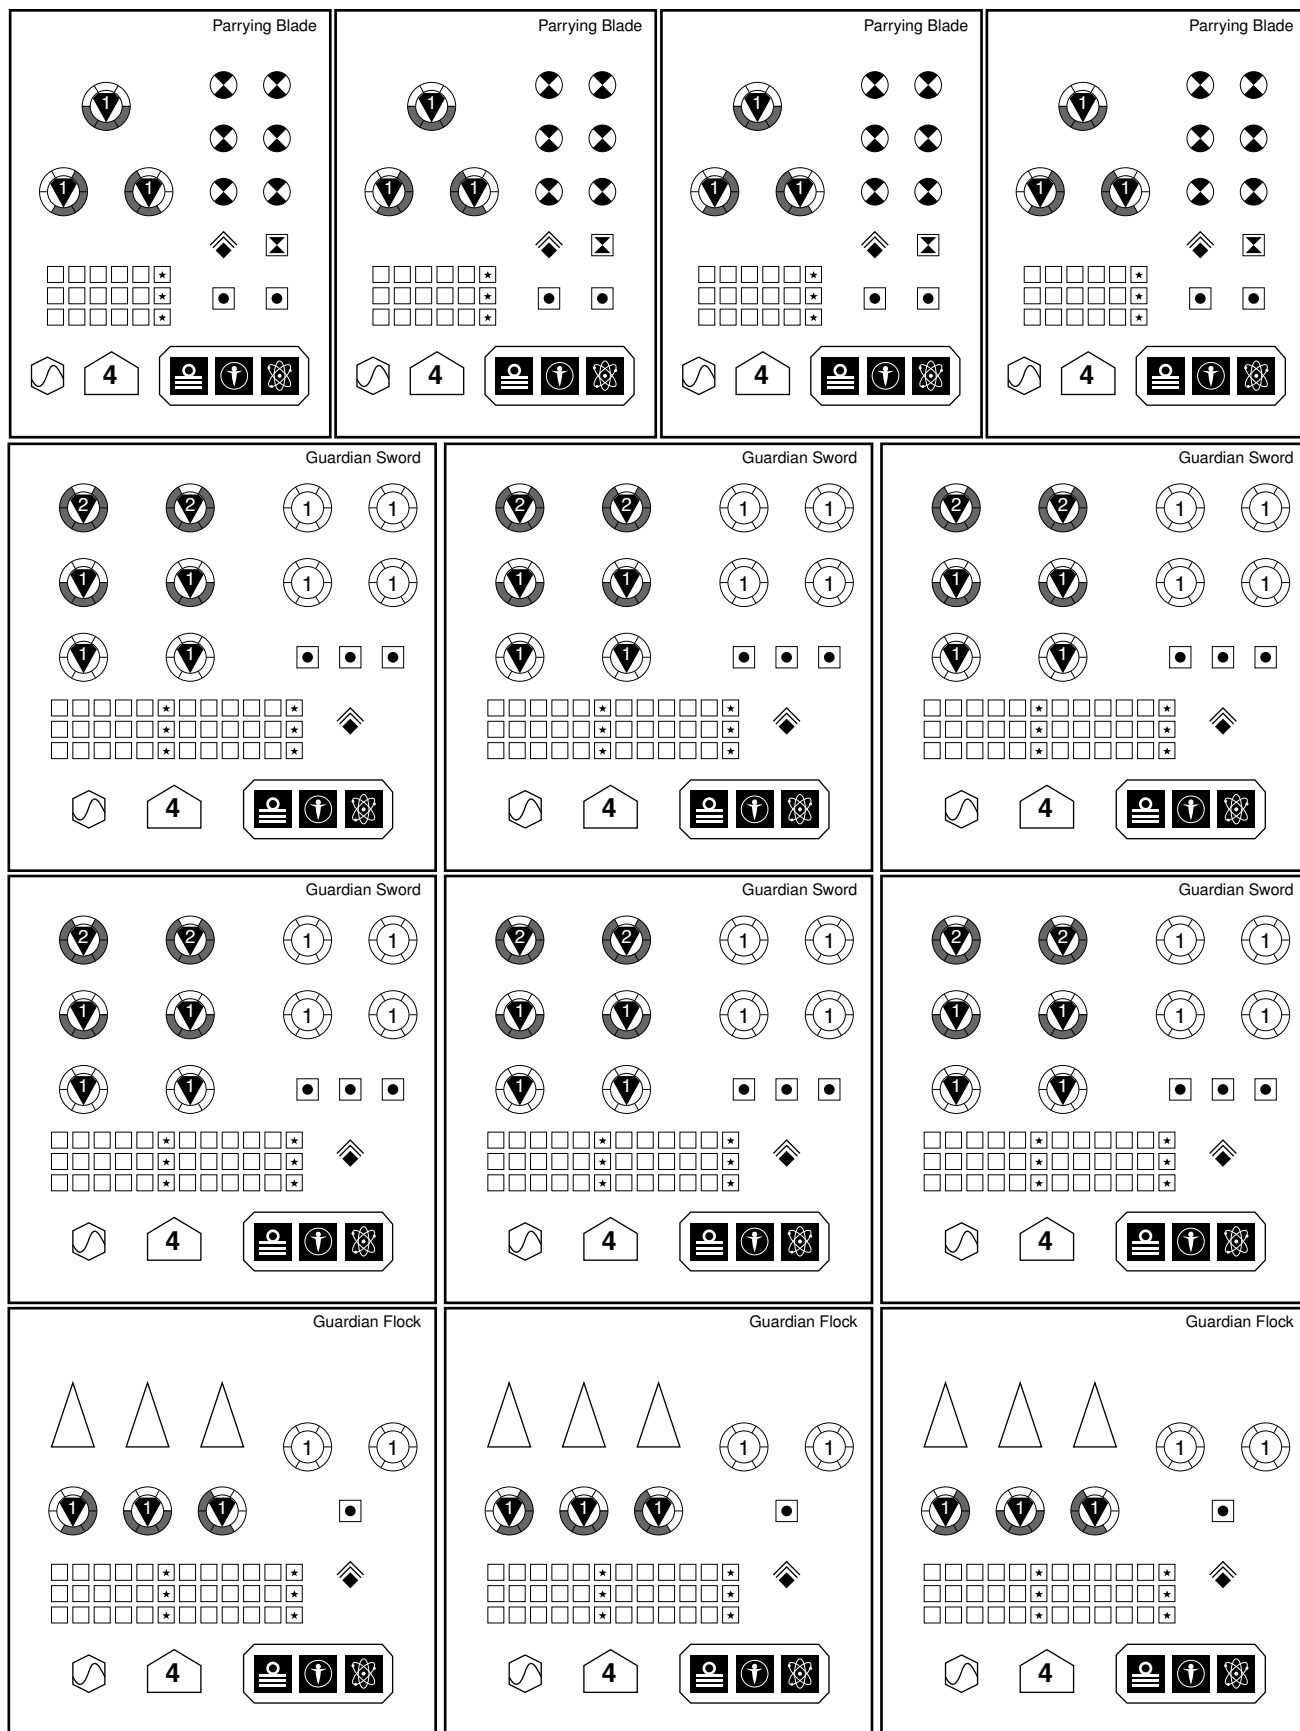 Parrying Blade Parrying Blade Parrying Blade Parrying Blade
1 1 1 1
1 1 1 1 1 1 1 1
4 4 4 4
Guardian Sword Guardian Sword Guardian Sword
2 2 1 1 2 2 1 1 2 2 1 1
1 1 1 1 1 1 1 1 1 1 1 1
1 1 1 1 1 1
4 4 4
Guardian Sword Guardian Sword Guardian Sword
2 2 1 1 2 2 1 1 2 2 1 1
1 1 1 1 1 1 1 1 1 1 1 1
1 1 1 1 1 1
4 4 4
Guardian Flock Guardian Flock Guardian Flock
1 1 1 1 1 1
1 1 1 1 1 1 1 1 1
4 4 4